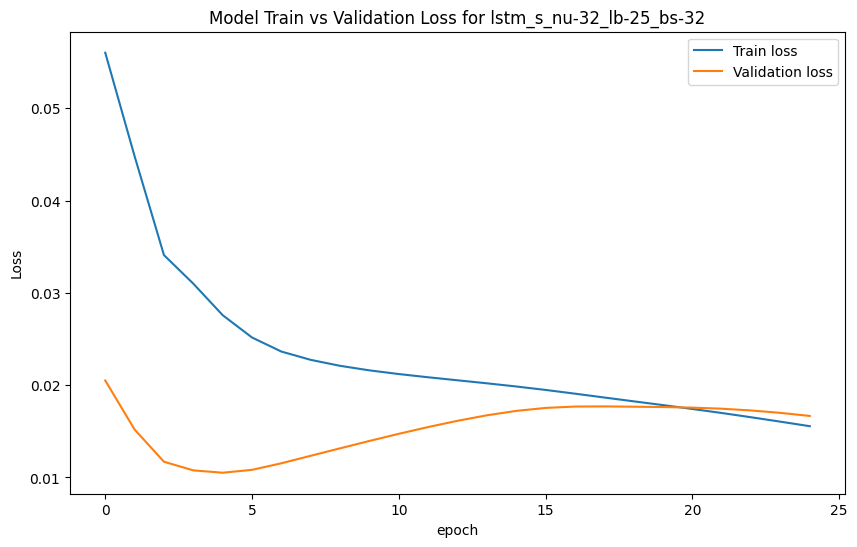 Model Train vs Validation Loss for lstm_s_nu-32_lb-25_bs-32
Train loss
Validation loss
0.05
0.04
0.03
0.02
0.01
Loss
0 5 10 15 20 25
epoch